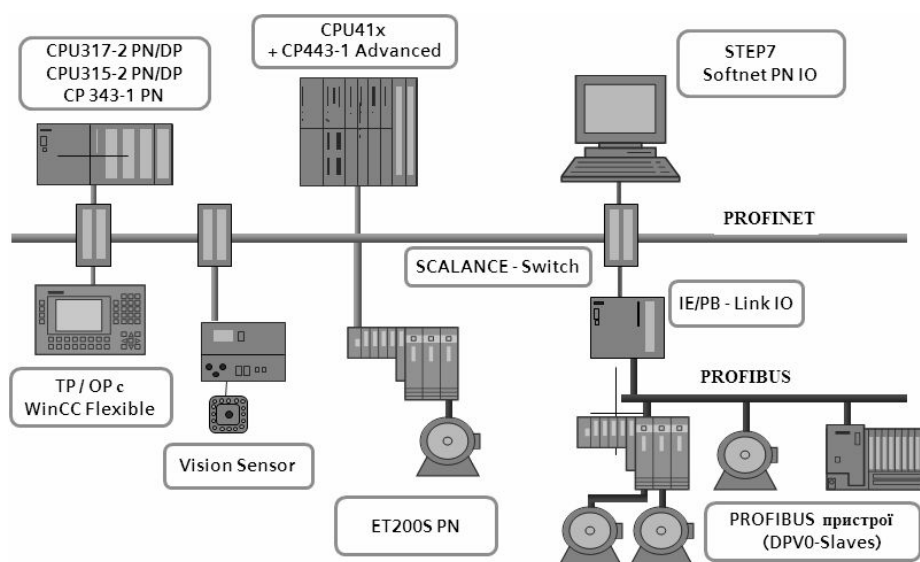 CPU317-2 PN/DP
CPU315-2 PN/DP
CP 343-1 PN
CPU41x
+ CP443-1 Advanced
STEP7
Softnet PN IO
PROFINET
SCALANCE - Switch
IE/PB - Link IO
TP / OP с
WinCC Flexible
PROFIBUS
Vision Sensor
ET200S PN
PROFIBUS пристрої
(DPV0-Slaves)